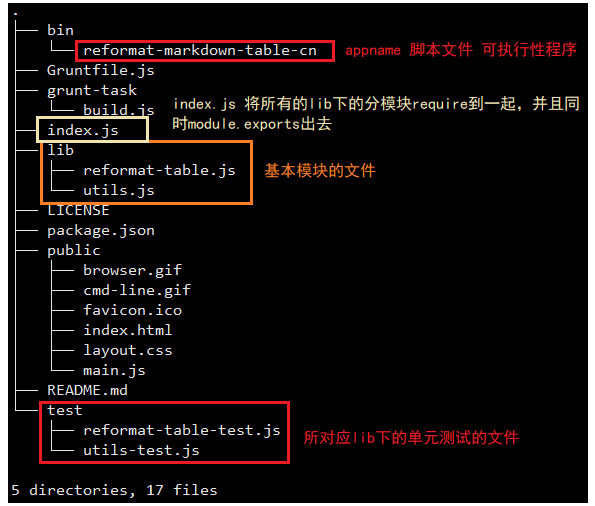 .
bin
reformat-markdown-table-cn appname 脚本文件 可执行性程序
Gruntfile.js
grunt-task
build.js
index.js 将所有的lib下的分模块require到一起，并且同
时module.exports出去
index.js
lib
reformat-table.js
基本模块的文件
utils.js
LICENSE
package.json
public
browser.gif
cmd-line.gif
favicon.ico
index.html
layout.css
main.js
README.md
test
reformat-table-test.js
所对应lib下的单元测试的文件
utils-test.js
5 directories, 17 files